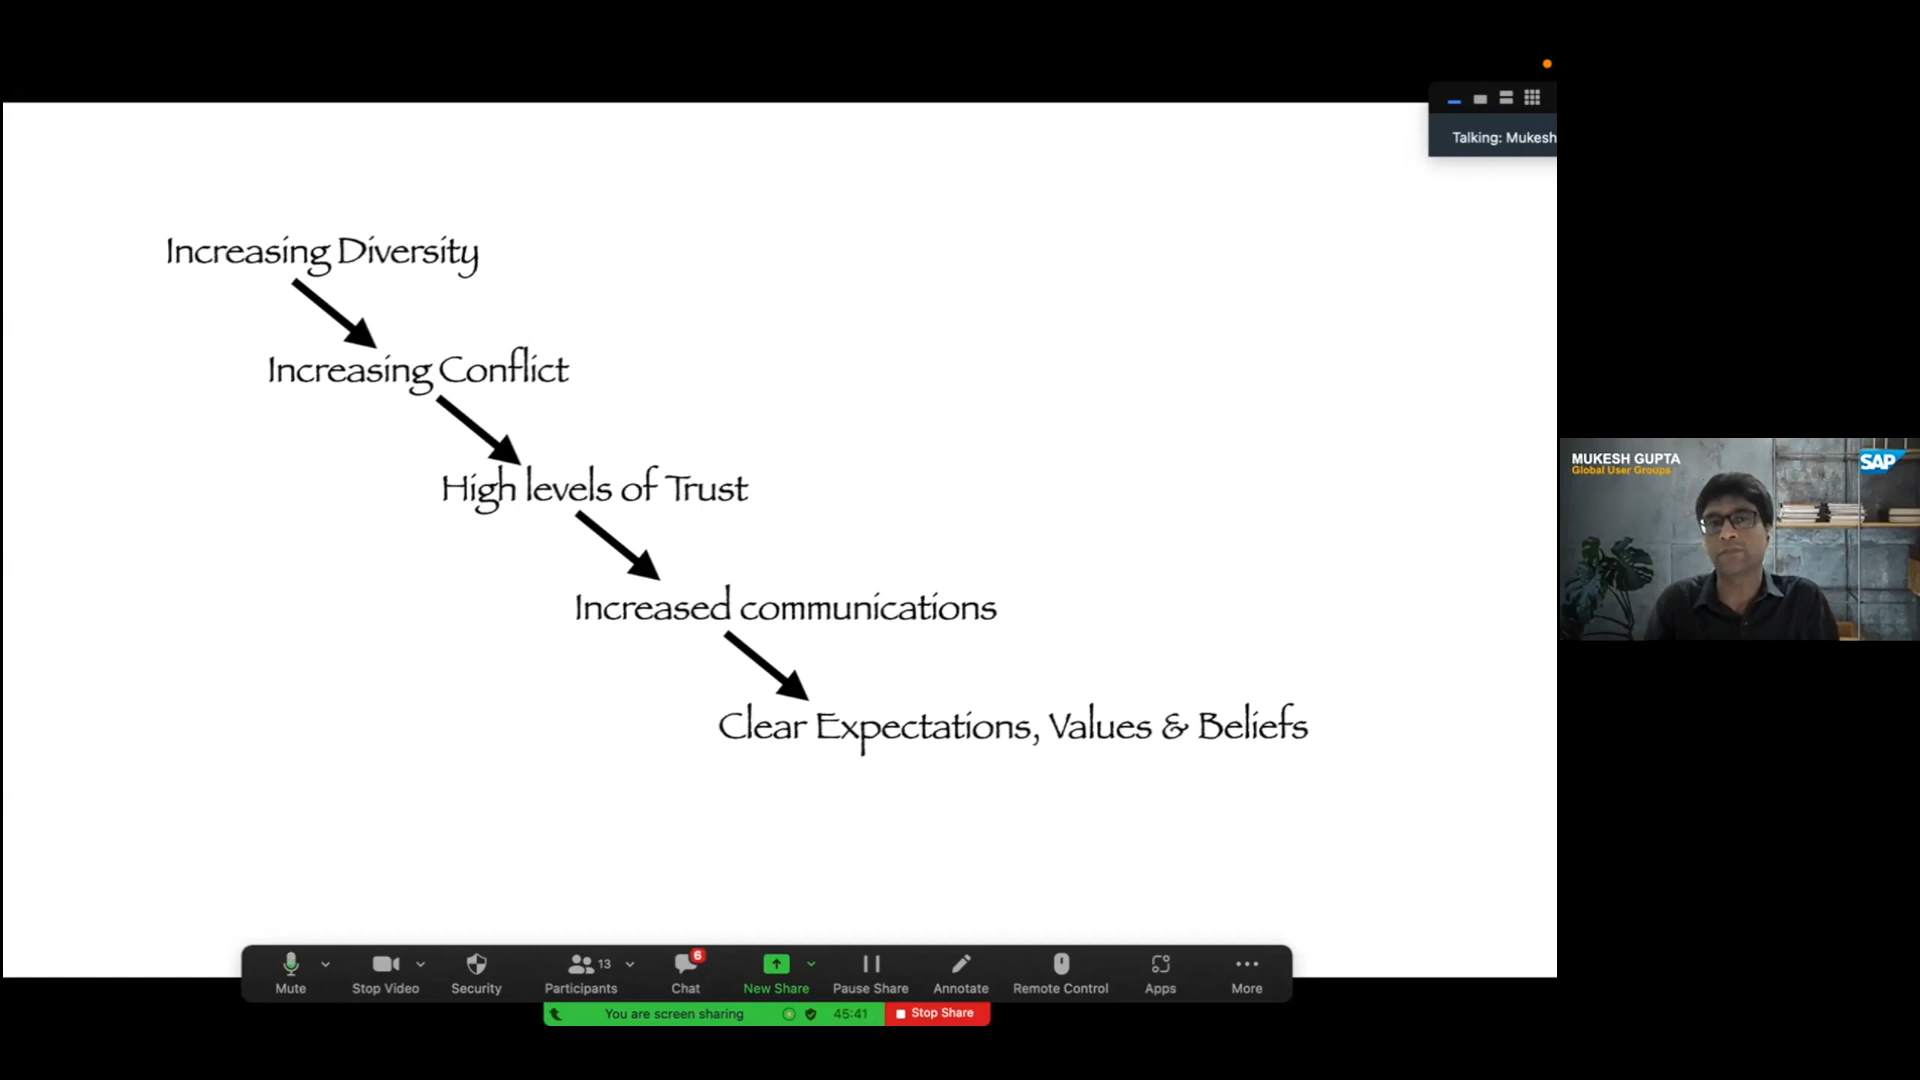 Talking: Mukesh
Increasing Diversity
Increasing Conflict
High levels of Trust
Increased communications
Clear Expectations, Values & Beliefs
MUKESH GUPTA
Global User Groups
SAP
Mute
Stop Video
Security
13
Participants
6
Chat
New Share
Pause Share
Annotate
Remote Control
Apps
More
You are screen sharing
45:41
Stop Share